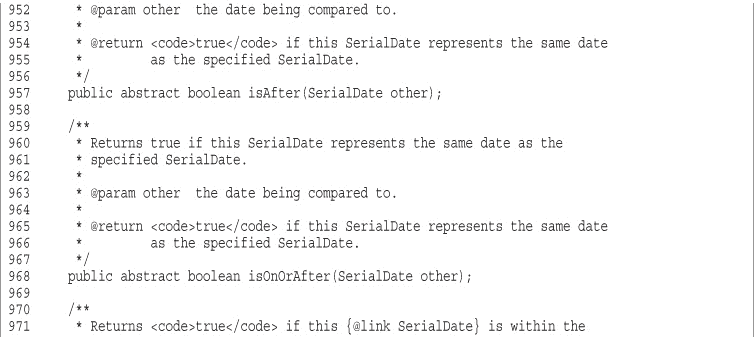 952 * @param other the date being compared to.
953 *
954 * @return <code>true</code> if this SerialDate represents the same date
955 * as the specified SerialDate.
956 */
957 public abstract boolean isAfter(SerialDate other);
958
959 /**
960 * Returns true if this SerialDate represents the same date as the
961 * specified SerialDate.
962 *
963 * @param other the date being compared to.
964 *
965 * @return <code>true</code> if this SerialDate represents the same date
966 * as the specified SerialDate.
967 */
968 public abstract boolean isOnOrAfter(SerialDate other);
969
970 /**
971 * Returns <code>true</code> if this {@link SerialDate} is within the